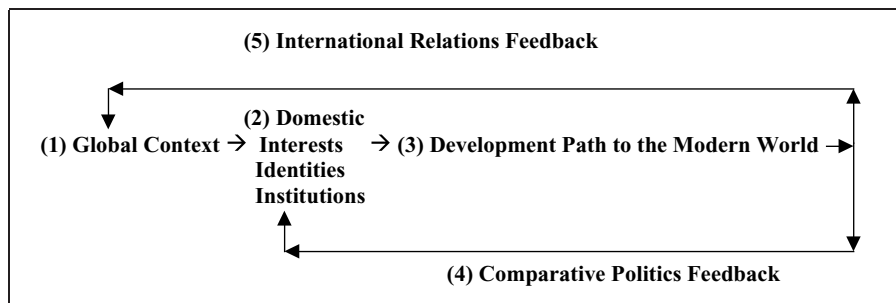 (5) International Relations Feedback
(2) Domestic
(1) Global Context → Interests → (3) Development Path to the Modern World →
Identities
Institutions
(4) Comparative Politics Feedback